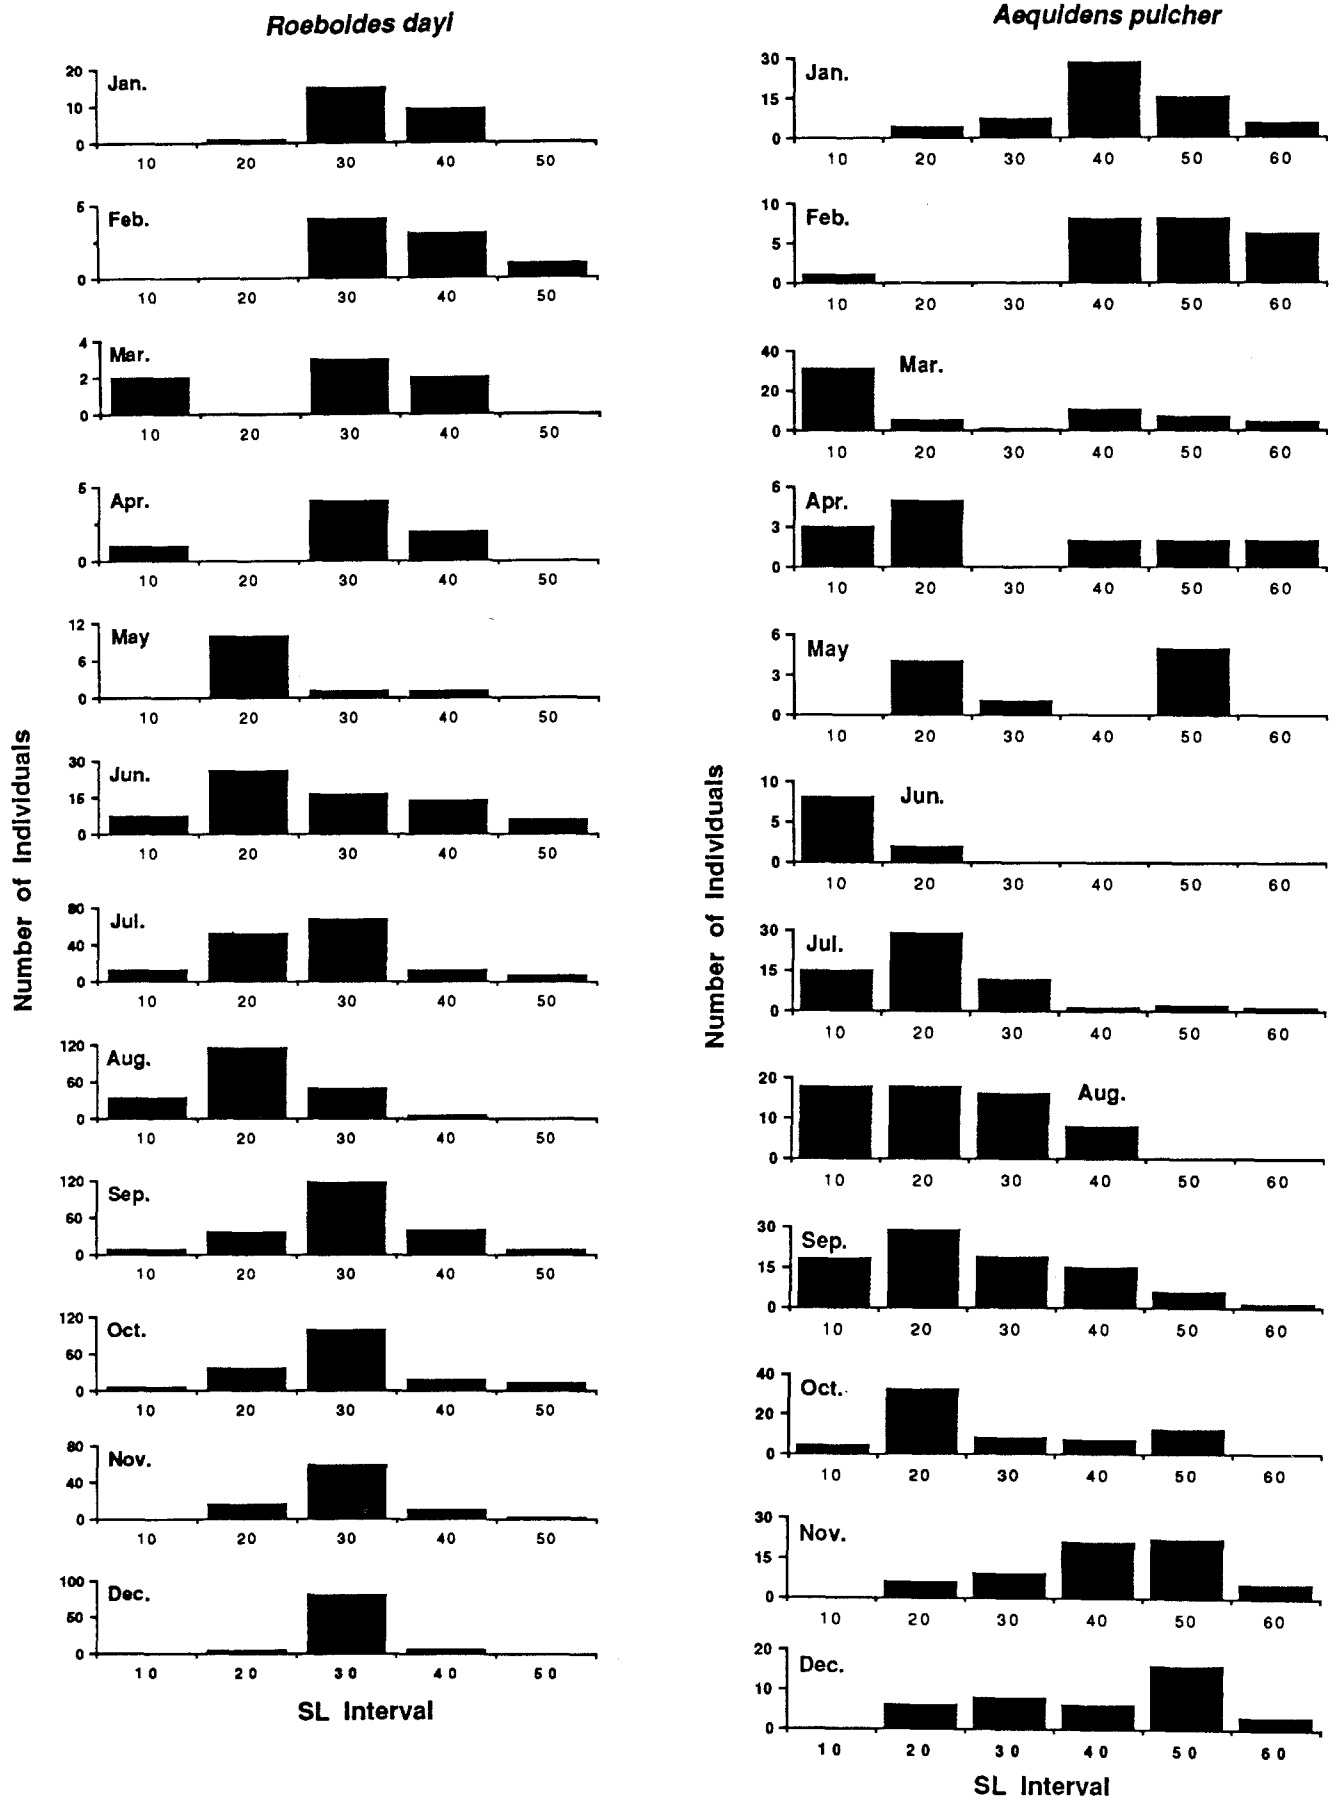 Roeboides dayi
20
10
0
Jan.
10 20 30 40 50
5
0
Feb.
10 20 30 40 50
4
2
0
Mar.
10 20 30 40 50
5
0
Apr.
10 20 30 40 50
12
6
0
May
10 20 30 40 50
30
15
0
Jun.
10 20 30 40 50
80
40
0
Jul.
10 20 30 40 50
120
60
0
Aug.
10 20 30 40 50
120
60
0
Sep.
10 20 30 40 50
120
60
0
Oct.
10 20 30 40 50
80
40
0
Nov.
10 20 30 40 50
100
50
0
Dec.
10 20 30 40 50
SL Interval
Number of Individuals
Aequidens pulcher
30
15
0
Jan.
10 20 30 40 50 60
10
5
0
Feb.
10 20 30 40 50 60
40
20
0
Mar.
10 20 30 40 50 60
6
3
0
Apr.
10 20 30 40 50 60
6
3
0
May
10 20 30 40 50 60
10
5
0
Jun.
10 20 30 40 50 60
30
15
0
Jul.
10 20 30 40 50 60
20
10
0
Aug.
10 20 30 40 50 60
30
15
0
Sep.
10 20 30 40 50 60
40
20
0
Oct.
10 20 30 40 50 60
30
15
0
Nov.
10 20 30 40 50 60
20
10
0
Dec.
10 20 30 40 50 60
SL Interval
Number of Individuals